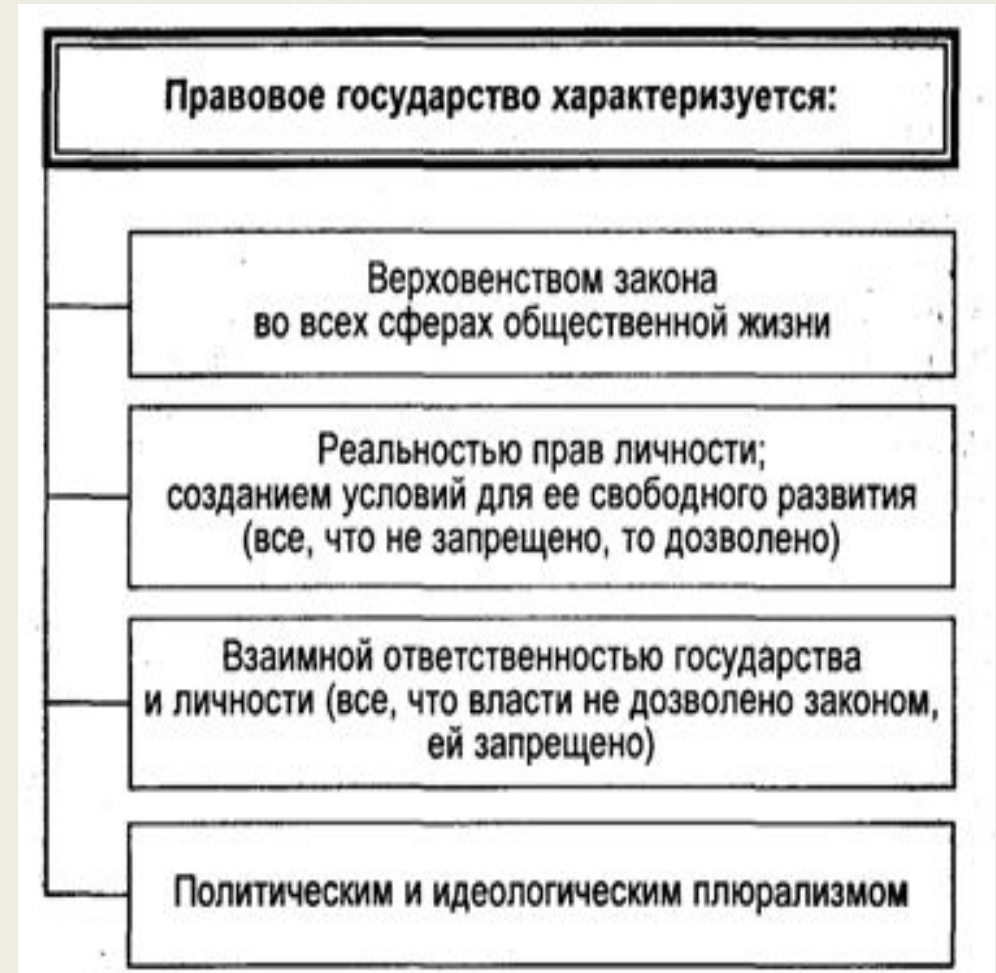 Правовое государство характеризуется:
Верховенством закона
во всех сферах общественной жизни
Реальностью прав личности;
созданием условий для ее свободного развития
(все, что не запрещено, то дозволено)
Взаимной ответственностью государства
и личности (все, что власти не дозволено законом,
ей запрещено)
Политическим и идеологическим плюрализмом